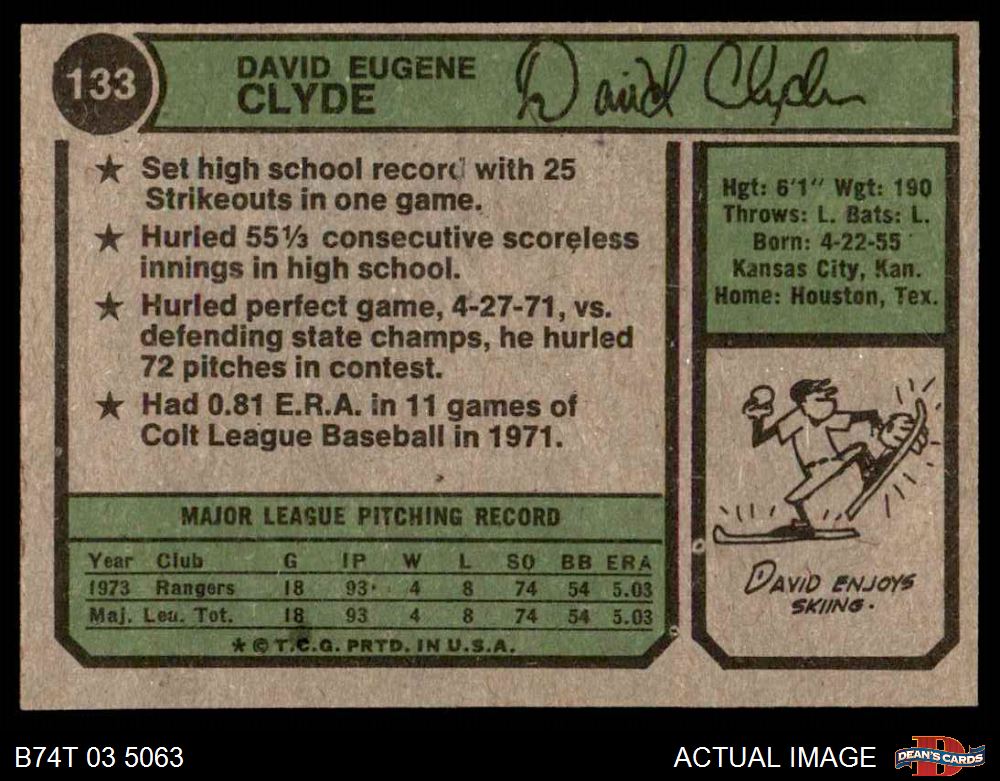 133
DAVID EUGENE
CLYDE
David Clyde
★ Set high school record with 25
Strikeouts in one game.
★ Hurled 55⅓ consecutive scoreless
innings in high school.
★ Hurled perfect game, 4-27-71, vs.
defending state champs, he hurled
72 pitches in contest.
★ Had 0.81 E.R.A. in 11 games of
Colt League Baseball in 1971.
Hgt: 6'1" Wgt: 190
Throws: L. Bats: L.
Born: 4-22-55
Kansas City, Kan.
Home: Houston, Tex.
DAVID ENJOYS
SKIING.
MAJOR LEAGUE PITCHING RECORD
Year Club G IP W L SO BB ERA
1973 Rangers 18 93 4 8 74 54 5.03
Maj. Lea. Tot. 18 93 4 8 74 54 5.03
★ © T.C.G. PRTD. IN U.S.A.
B74T 03 5063
ACTUAL IMAGE
D
DEAN'S CARDS